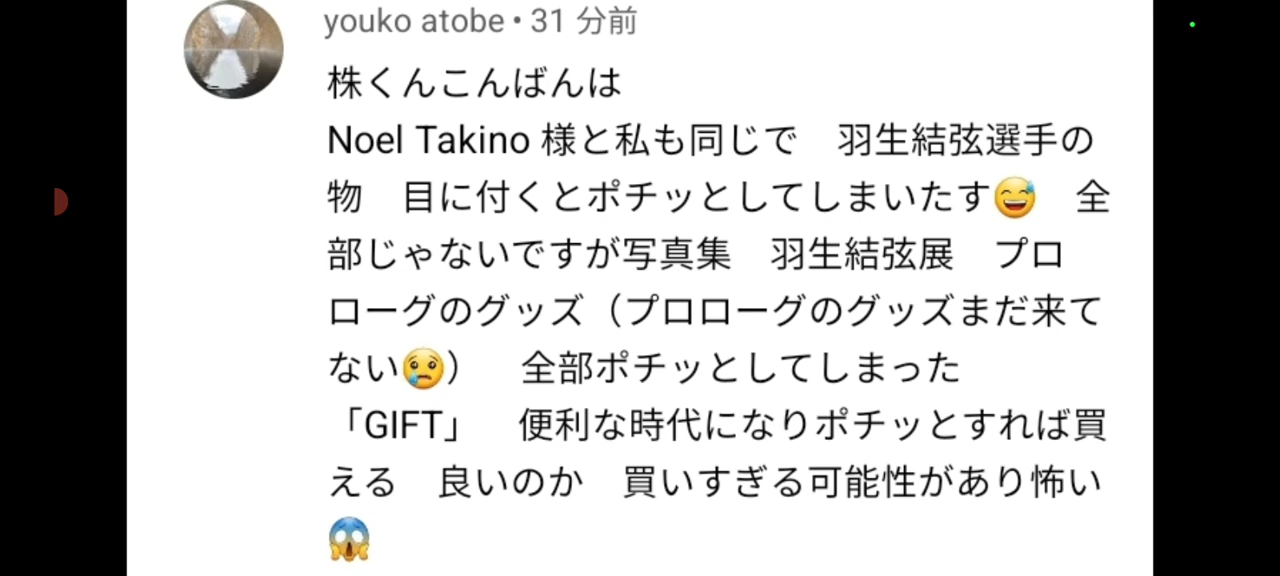 youko atobe • 31 分前
株くんこんばんは
Noel Takino 様と私も同じで　羽生結弦選手の
物　目に付くとポチッとしてしまいたす😅　全
部じゃないですが写真集　羽生結弦展　プロ
ローグのグッズ（プロローグのグッズまだ来て
ない😢）　全部ポチッとしてしまった
「GIFT」　便利な時代になりポチッとすれば買
える　良いのか　買いすぎる可能性があり怖い
😱